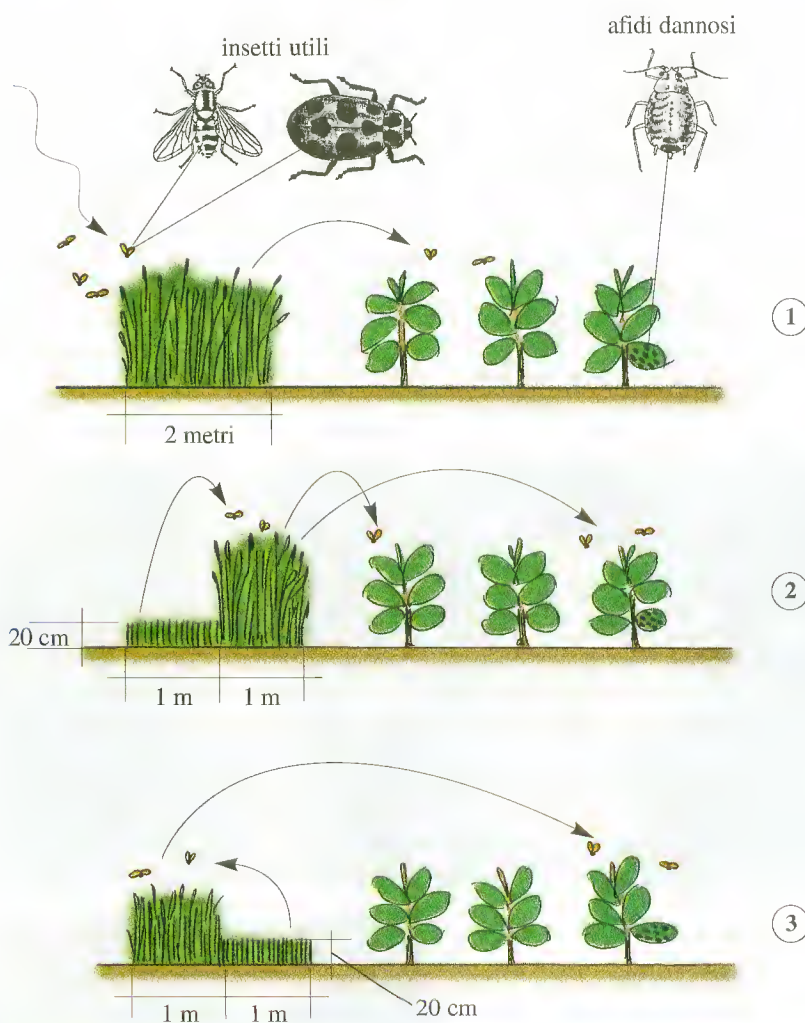 insetti utili
afidi dannosi
1
2 metri
2
20 cm
1 m
1 m
3
1 m
1 m
20 cm